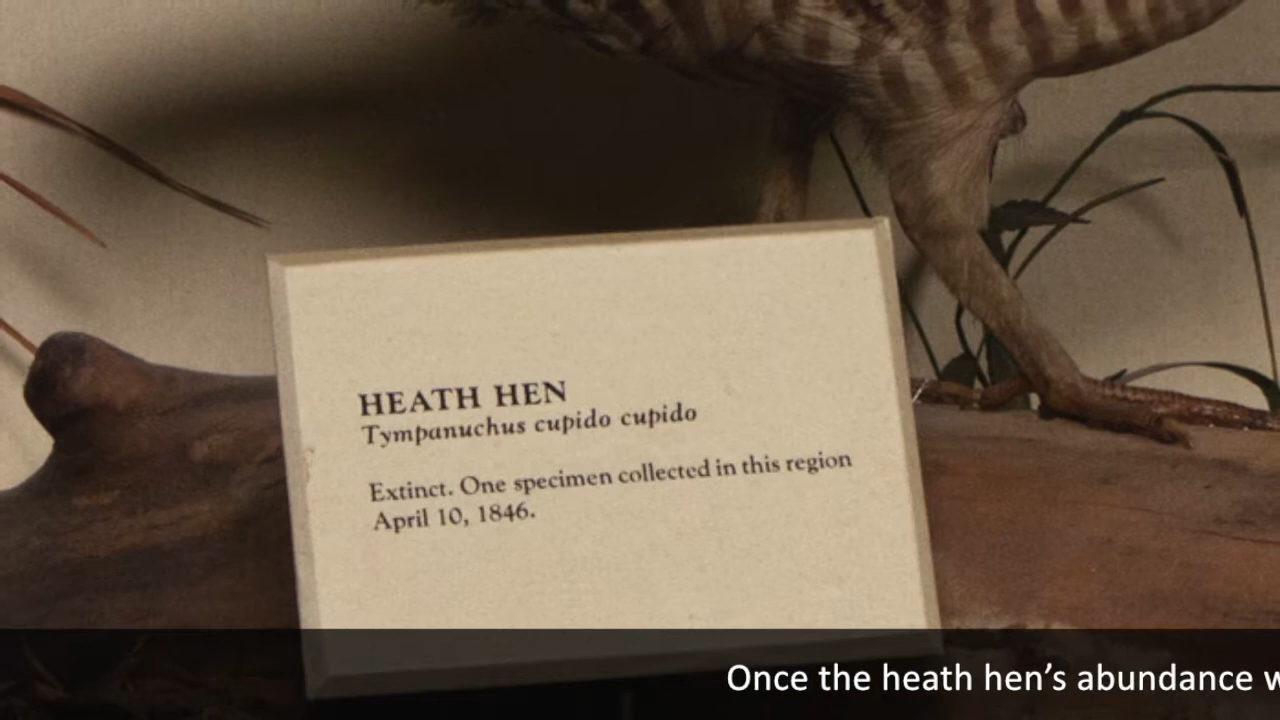 HEATH HEN
Tympanuchus cupido cupido
Extinct. One specimen collected in this region
April 10, 1846.
Once the heath hen’s abundance